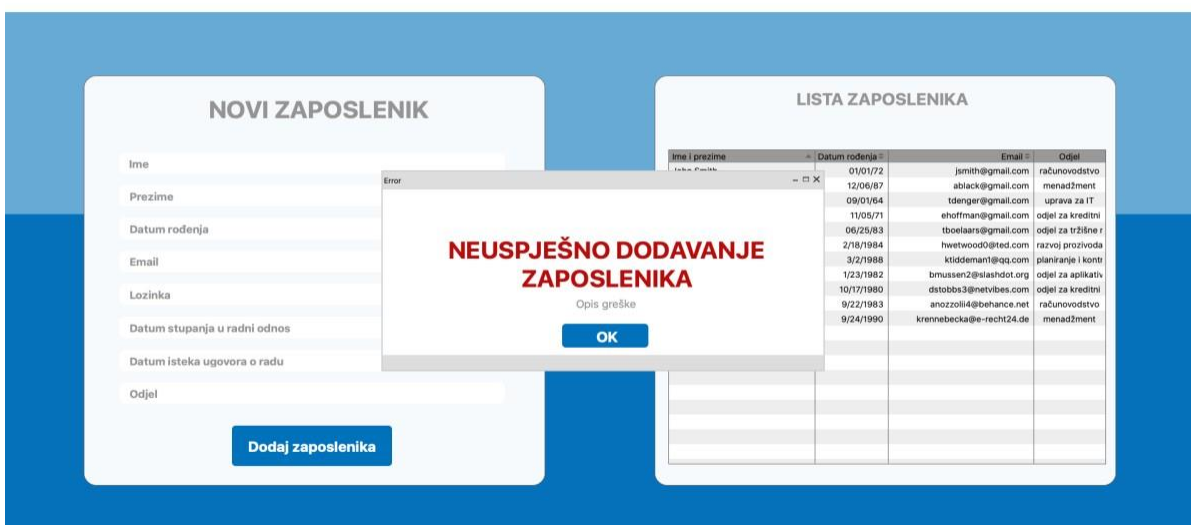 NOVI ZAPOSLENIK
Ime
Prezime
Datum rođenja
Email
Lozinka
Datum stupanja u radni odnos
Datum isteka ugovora o radu
Odjel
Dodaj zaposlenika
Error
NEUSPJEŠNO DODAVANJE
ZAPOSLENIKA
Opis greške
OK
LISTA ZAPOSLENIKA
Ime i prezime Datum rođenja Email Odjel
John Smith 01/01/72 jsmith@gmail.com računovodstvo
12/06/87 ablack@gmail.com menadžment
09/01/64 tdenger@gmail.com uprava za IT
11/05/71 ehoffman@gmail.com odjel za kreditni
06/25/83 tboelaars@gmail.com odjel za tržišne r
2/18/1984 hwetwood0@ted.com razvoj prozivoda
3/2/1988 ktiddeman1@qq.com planiranje i kontr
1/23/1982 bmussen2@slashdot.org odjel za aplikativ
10/17/1980 dstobbs3@netvibes.com odjel za kreditni
9/22/1983 anozzolii4@behance.net računovodstvo
9/24/1990 krennebecka@e-recht24.de menadžment